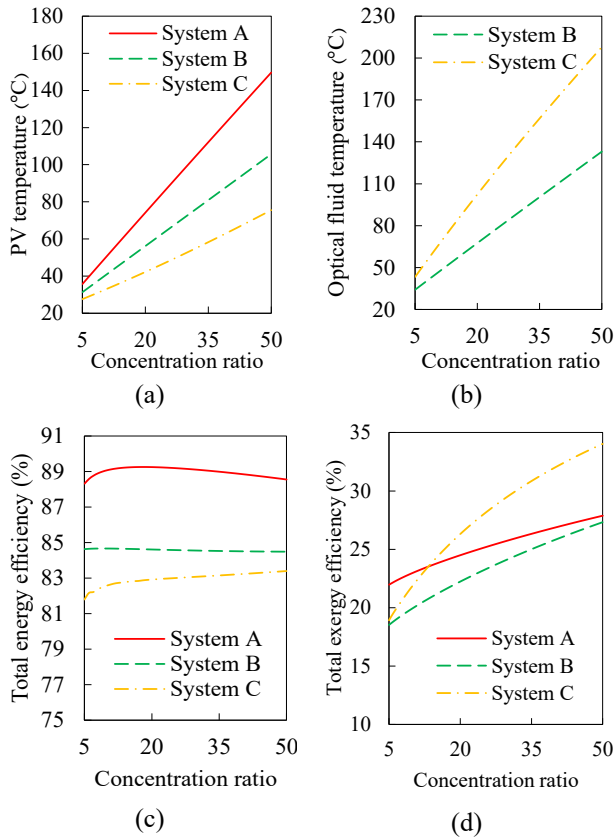 PV temperature (°C)
180
160
140
120
100
80
60
40
20
System A
System B
System C
5
20
35
50
Concentration ratio
(a)
Optical fluid temperature (°C)
230
200
170
140
110
80
50
20
System B
System C
5
20
35
50
Concentration ratio
(b)
Total energy efficiency (%)
91
89
87
85
83
81
79
77
75
System A
System B
System C
5
20
35
50
Concentration ratio
(c)
Total exergy efficiency (%)
35
30
25
20
15
10
System A
System B
System C
5
20
35
50
Concentration ratio
(d)